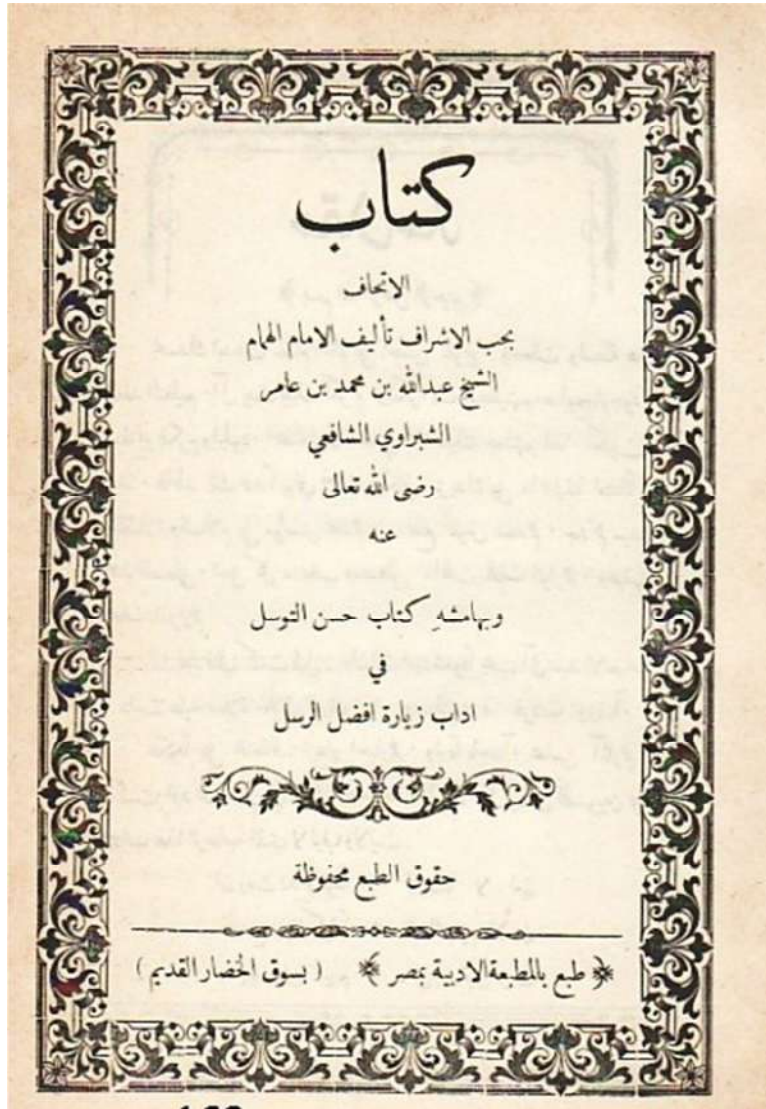 كتاب
الاتحاف
بحب الاشراف تأليف الامام الهمام
الشيخ عبدالله بن محمد بن عامر
الشبراوي الشافعي
رضى الله تعالى
عنه
وبهامشه كتاب حسن التوسل
في
اداب زيارة افضل الرسل
حقوق الطبع محفوظة
طبع بالمطبعة الادبية بمصر ( بسوق الخضار القديم )